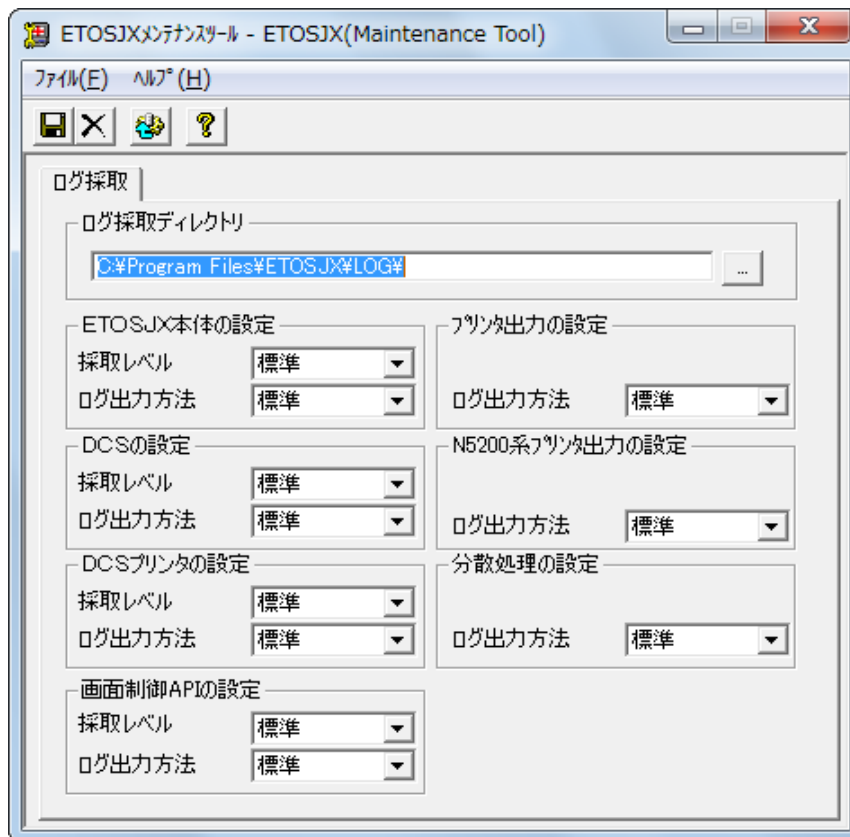 ETOSJXﾒﾝﾃﾅﾝｽﾂｰﾙ - ETOSJX(Maintenance Tool)
ﾌｧｲﾙ(F) ﾍﾙﾌﾟ(H)
ログ採取
ログ採取ディレクトリ
C:¥Program Files¥ETOSJX¥LOG¥
...
ETOSJX本体の設定
採取レベル 標準
ログ出力方法 標準
ﾌﾟﾘﾝﾀ出力の設定
ログ出力方法 標準
DCSの設定
採取レベル 標準
ログ出力方法 標準
N5200系ﾌﾟﾘﾝﾀ出力の設定
ログ出力方法 標準
DCSプリンタの設定
採取レベル 標準
ログ出力方法 標準
分散処理の設定
ログ出力方法 標準
画面制御APIの設定
採取レベル 標準
ログ出力方法 標準